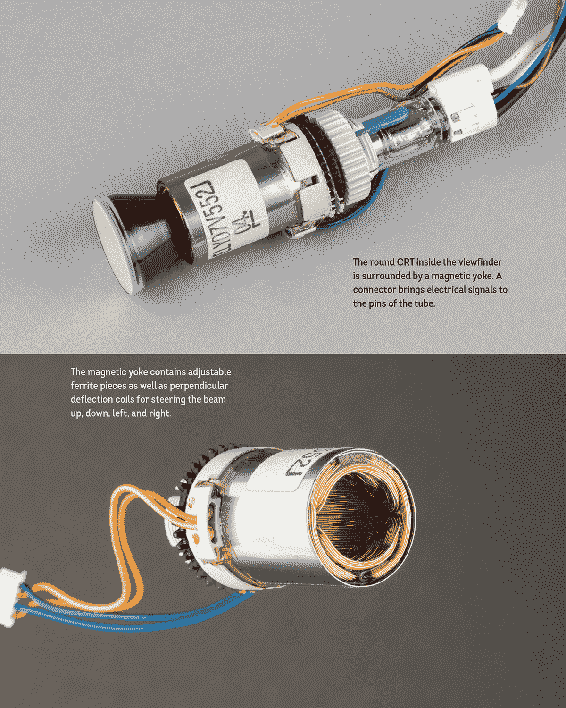 The round CRT inside the viewfinder
is surrounded by a magnetic yoke. A
connector brings electrical signals to
the pins of the tube.
The magnetic yoke contains adjustable
ferrite pieces as well as perpendicular
deflection coils for steering the beam
up, down, left, and right.